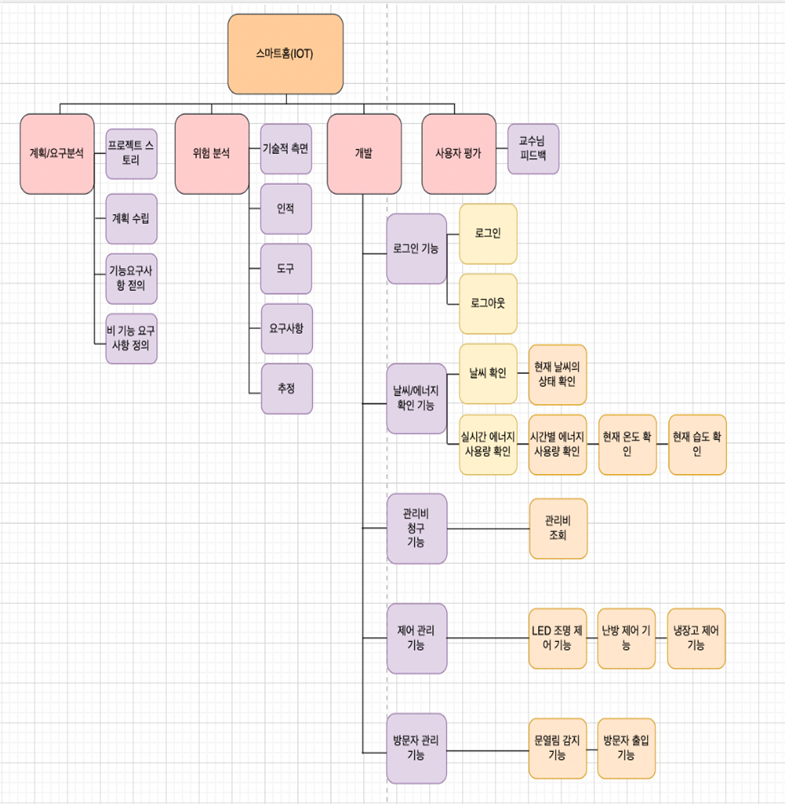 스마트홈(IOT)
계획/요구분석
프로젝트 스
토리
계획 수립
기능요구사
항 젇의
비 기능 요구
사항 정의
위험 분석
기술적 측면
인적
도구
요구사항
추정
개발
사용자 평가
교수님
피드백
로그인 기능
로그인
로그아웃
날씨/에너지
확인 기능
날씨 확인
현재 날씨의
상태 확인
실시간 에너지
사용량 확인
시간별 에너지
사용량 확인
현재 온도 확
인
현재 습도 확
인
관리비
청구
기능
관리비
조회
제어 관리
기능
LED 조명 제
어 기능
난방 제어 기
능
냉장고 제어
기능
방문자 관리
기능
문열림 감지
기능
방문자 출입
기능